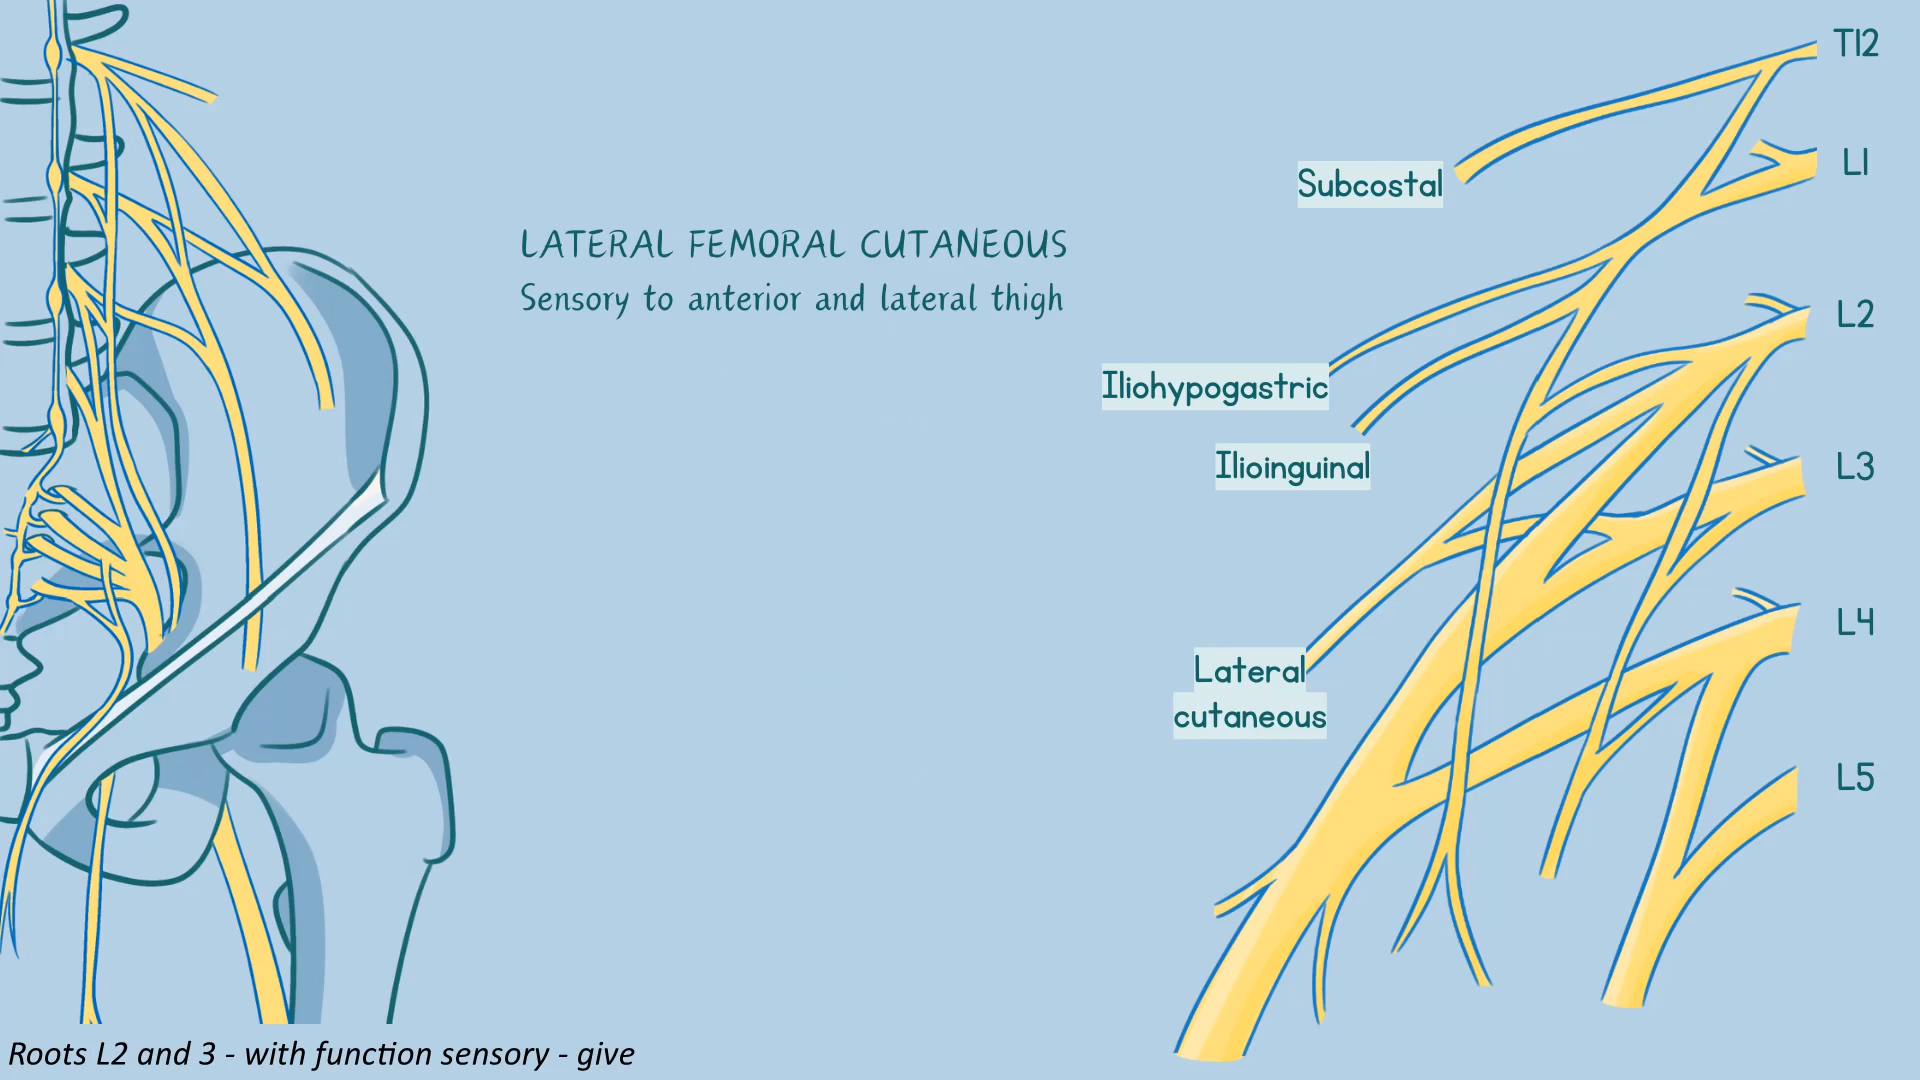 LATERAL FEMORAL CUTANEOUS
Sensory to anterior and lateral thigh
T12
L1
Subcostal
L2
Iliohypogastric
Ilioinguinal
L3
L4
Lateral
cutaneous
L5
Roots L2 and 3 - with function sensory - give